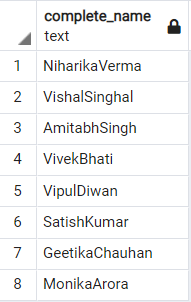 complete_name
text
1 NiharikaVerma
2 VishalSinghal
3 AmitabhSingh
4 VivekBhati
5 VipulDiwan
6 SatishKumar
7 GeetikaChauhan
8 MonikaArora